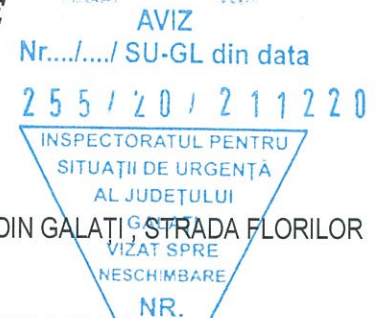 AVIZ
Nr..../..../ SU-GL din data
255 / 20 / 211220
INSPECTORATUL PENTRU
SITUAȚII DE URGENȚĂ
AL JUDEȚULUI
GALAȚI
DIN GALAȚI , STRADA FLORILOR
VIZAT SPRE
NESCHIMBARE
NR.